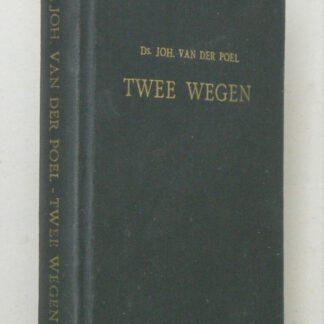 Ds. JOH. VAN DER POEL
TWEE WEGEN
JOH. VAN DER POEL - TWEE WEGEN